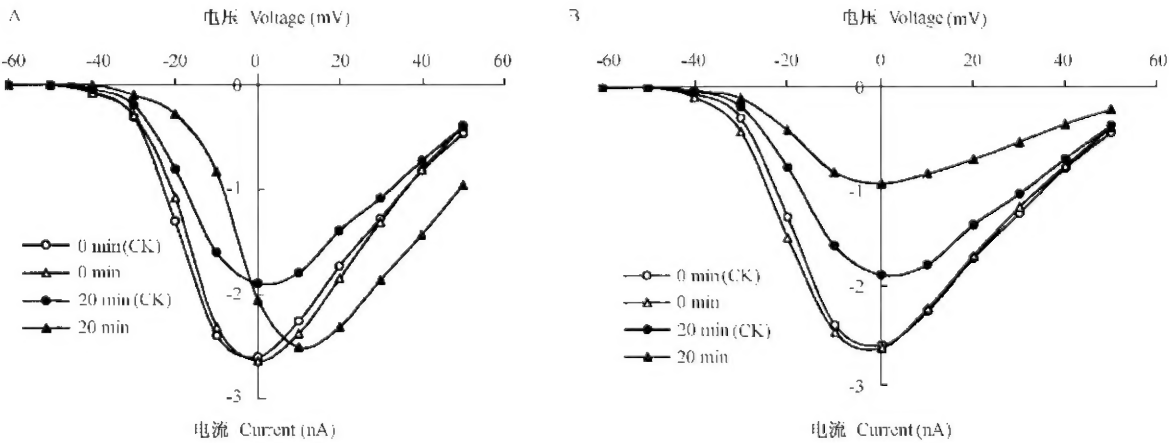 A
电压 Voltage (mV)
-60 -40 -20 0 20 40 60
0
-1
-2
-3
0 min (CK)
0 min
20 min (CK)
20 min
电流 Current (nA)
B
电压 Voltage (mV)
-60 -40 -20 0 20 40 60
0
-1
-2
-3
0 min (CK)
0 min
20 min (CK)
20 min
电流 Current (nA)